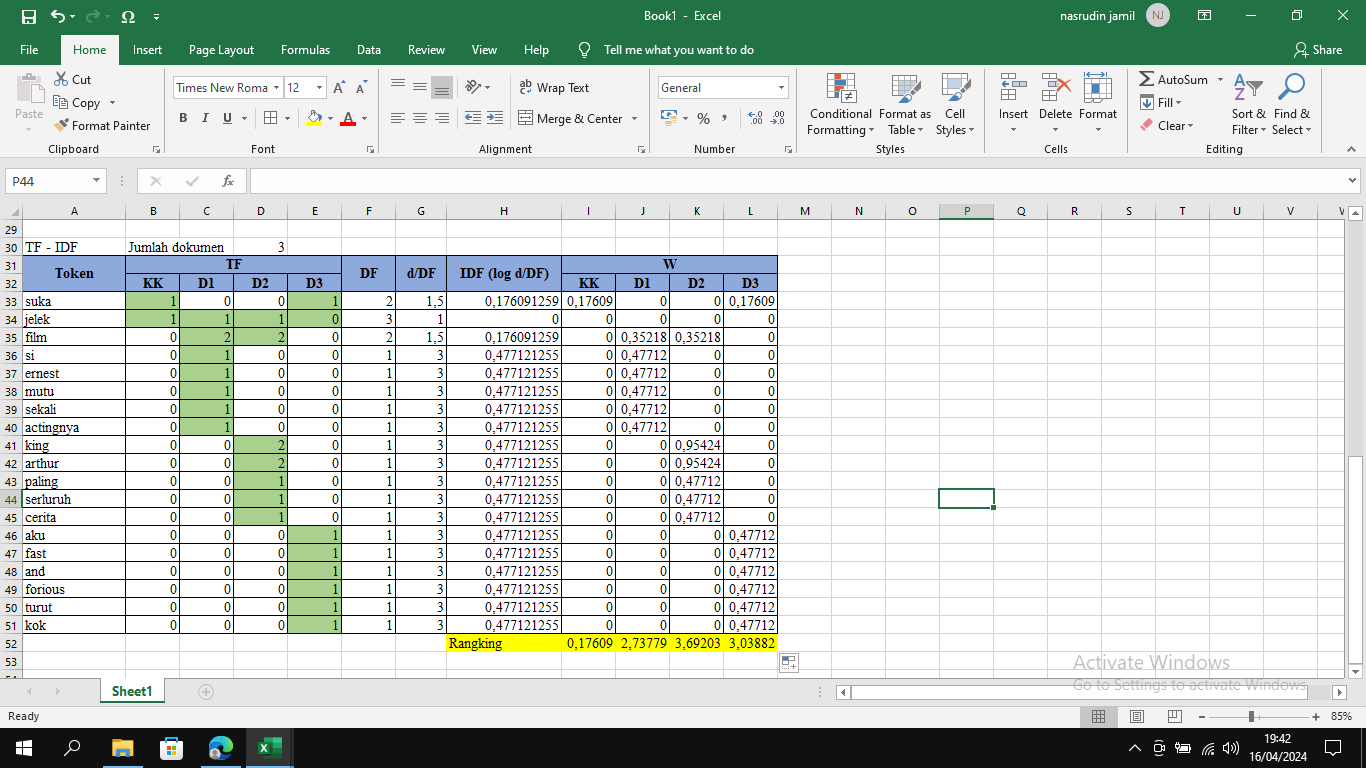 Book1 - Excel
nasrudin jamil
NJ
File Home Insert Page Layout Formulas Data Review View Help Tell me what you want to do Share
Paste
Cut
Copy
Format Painter
Clipboard
Times New Roma 12
B I U
Font
Wrap Text
Merge & Center
Alignment
General
Number
Conditional Formatting
Format as Table
Cell Styles
Styles
Insert Delete Format
Cells
AutoSum
Fill
Clear
Sort & Filter
Find & Select
Editing
P44 fx
A B C D E F G H I J K L M N O P Q R S T U V
29
30 TF - IDF Jumlah dokumen 3
31 Token TF DF d/DF IDF (log d/DF) W
32 KK D1 D2 D3 KK D1 D2 D3
33 suka 1 0 0 1 2 1,5 0,176091259 0,17609 0 0 0,17609
34 jelek 1 1 1 0 3 1 0 0 0 0 0
35 film 0 2 2 0 2 1,5 0,176091259 0 0,35218 0,35218 0
36 si 0 1 0 0 1 3 0,477121255 0 0,47712 0 0
37 ernest 0 1 0 0 1 3 0,477121255 0 0,47712 0 0
38 mutu 0 1 0 0 1 3 0,477121255 0 0,47712 0 0
39 sekali 0 1 0 0 1 3 0,477121255 0 0,47712 0 0
40 actingnya 0 1 0 0 1 3 0,477121255 0 0,47712 0 0
41 king 0 0 2 0 1 3 0,477121255 0 0 0,95424 0
42 arthur 0 0 2 0 1 3 0,477121255 0 0 0,95424 0
43 paling 0 0 1 0 1 3 0,477121255 0 0 0,47712 0
44 serluruh 0 0 1 0 1 3 0,477121255 0 0 0,47712 0
45 cerita 0 0 1 0 1 3 0,477121255 0 0 0,47712 0
46 aku 0 0 0 1 1 3 0,477121255 0 0 0 0,47712
47 fast 0 0 0 1 1 3 0,477121255 0 0 0 0,47712
48 and 0 0 0 1 1 3 0,477121255 0 0 0 0,47712
49 forious 0 0 0 1 1 3 0,477121255 0 0 0 0,47712
50 turut 0 0 0 1 1 3 0,477121255 0 0 0 0,47712
51 kok 0 0 0 1 1 3 0,477121255 0 0 0 0,47712
52 Rangking 0,17609 2,73779 3,69203 3,03882
53
Activate Windows
Go to Settings to activate Windows.
Sheet1
Ready
85%
19:42
16/04/2024